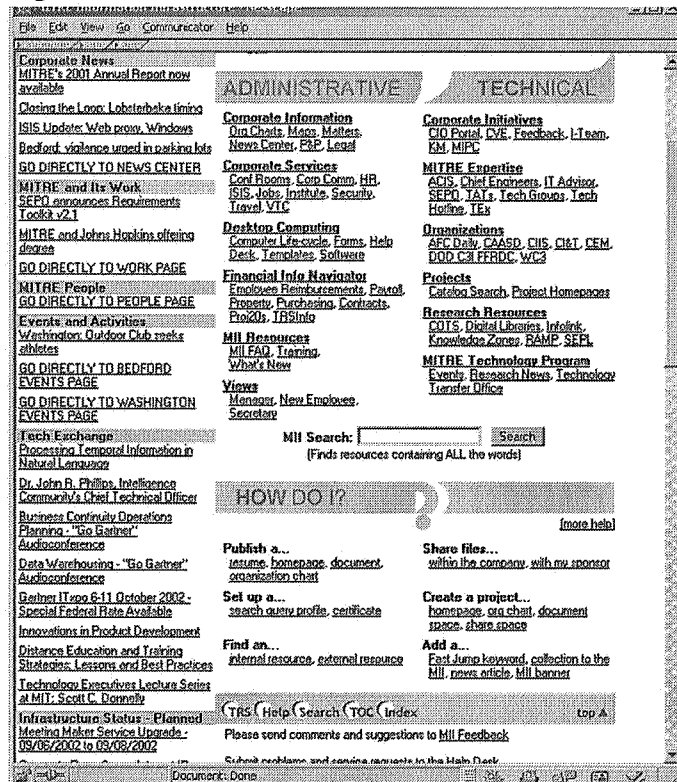 File Edit View Go Communicator Help
Corporate News
MITRE's 2001 Annual Report now
available
Closing the Loop: Lobsterbake timing
ISIS Update: Web proxy, Windows
Bedford: vigilance urged in parking lots
GO DIRECTLY TO NEWS CENTER
MITRE and Its Work
SEPO announces Requirements
Toolkit v2.1
MITRE and Johns Hopkins offering
degree
GO DIRECTLY TO WORK PAGE
MITRE People
GO DIRECTLY TO PEOPLE PAGE
Events and Activities
Washington: Outdoor Club seeks
athletes
GO DIRECTLY TO BEDFORD
EVENTS PAGE
GO DIRECTLY TO WASHINGTON
EVENTS PAGE
Tech Exchange
Processing Temporal Information in
Natural Language
Dr. John R. Phillips, Intelligence
Community's Chief Technical Officer
Business Continuity Operations
Planning - "Go Gartner"
Audioconference
Data Warehousing - "Go Gartner"
Audioconference
Gartner ITxpo 6-11 October 2002 -
Special Federal Rate Available
Innovations in Product Development
Distance Education and Training
Strategies: Lessons and Best Practices
Technology Executives Lecture Series
at MIT: Scott C. Donnelly
Infrastructure Status - Planned
Meeting Maker Service Upgrade -
09/06/2002 to 09/08/2002
ADMINISTRATIVE
Corporate Information
Org Charts, Maps, Matters,
News Center, P&P, Legal
Corporate Services
Conf Rooms, Corp Comm, HR,
ISIS, Jobs, Institute, Security,
Travel, VTC
Desktop Computing
Computer Life-cycle, Forms, Help
Desk, Templates, Software
Financial Info Navigator
Employee Reimbursements, Payroll,
Property, Purchasing, Contracts,
Proj20s, TRSInfo
MII Resources
MII FAQ, Training,
What's New
Views
Manager, New Employee,
Secretary
TECHNICAL
Corporate Initiatives
CIO Portal, CVE, Feedback, I-Team,
KM, MIPC
MITRE Expertise
ACIS, Chief Engineers, IT Advisor,
SEPO, TATs, Tech Groups, Tech
Hotline, TEx
Organizations
AFC Daily, CAASD, CIIS, CI&T, CEM,
DOD C3I FFRDC, WC3
Projects
Catalog Search, Project Homepages
Research Resources
COTS, Digital Libraries, Infolink,
Knowledge Zones, RAMP, SEPL
MITRE Technology Program
Events, Research News, Technology
Transfer Office
MII Search: Search
(Finds resources containing ALL the words)
HOW DO I?
[more help]
Publish a...
resume, homepage, document,
organization chart
Set up a...
search query profile, certificate
Find an...
internal resource, external resource
Share files...
within the company, with my sponsor
Create a project...
homepage, org chart, document
space, share space
Add a...
Fast Jump keyword, collection to the
MII, news article, MII banner
TRS Help Search TOC Index top
Please send comments and suggestions to MII Feedback
Submit problems and service requests to the Help Desk
Document: Done